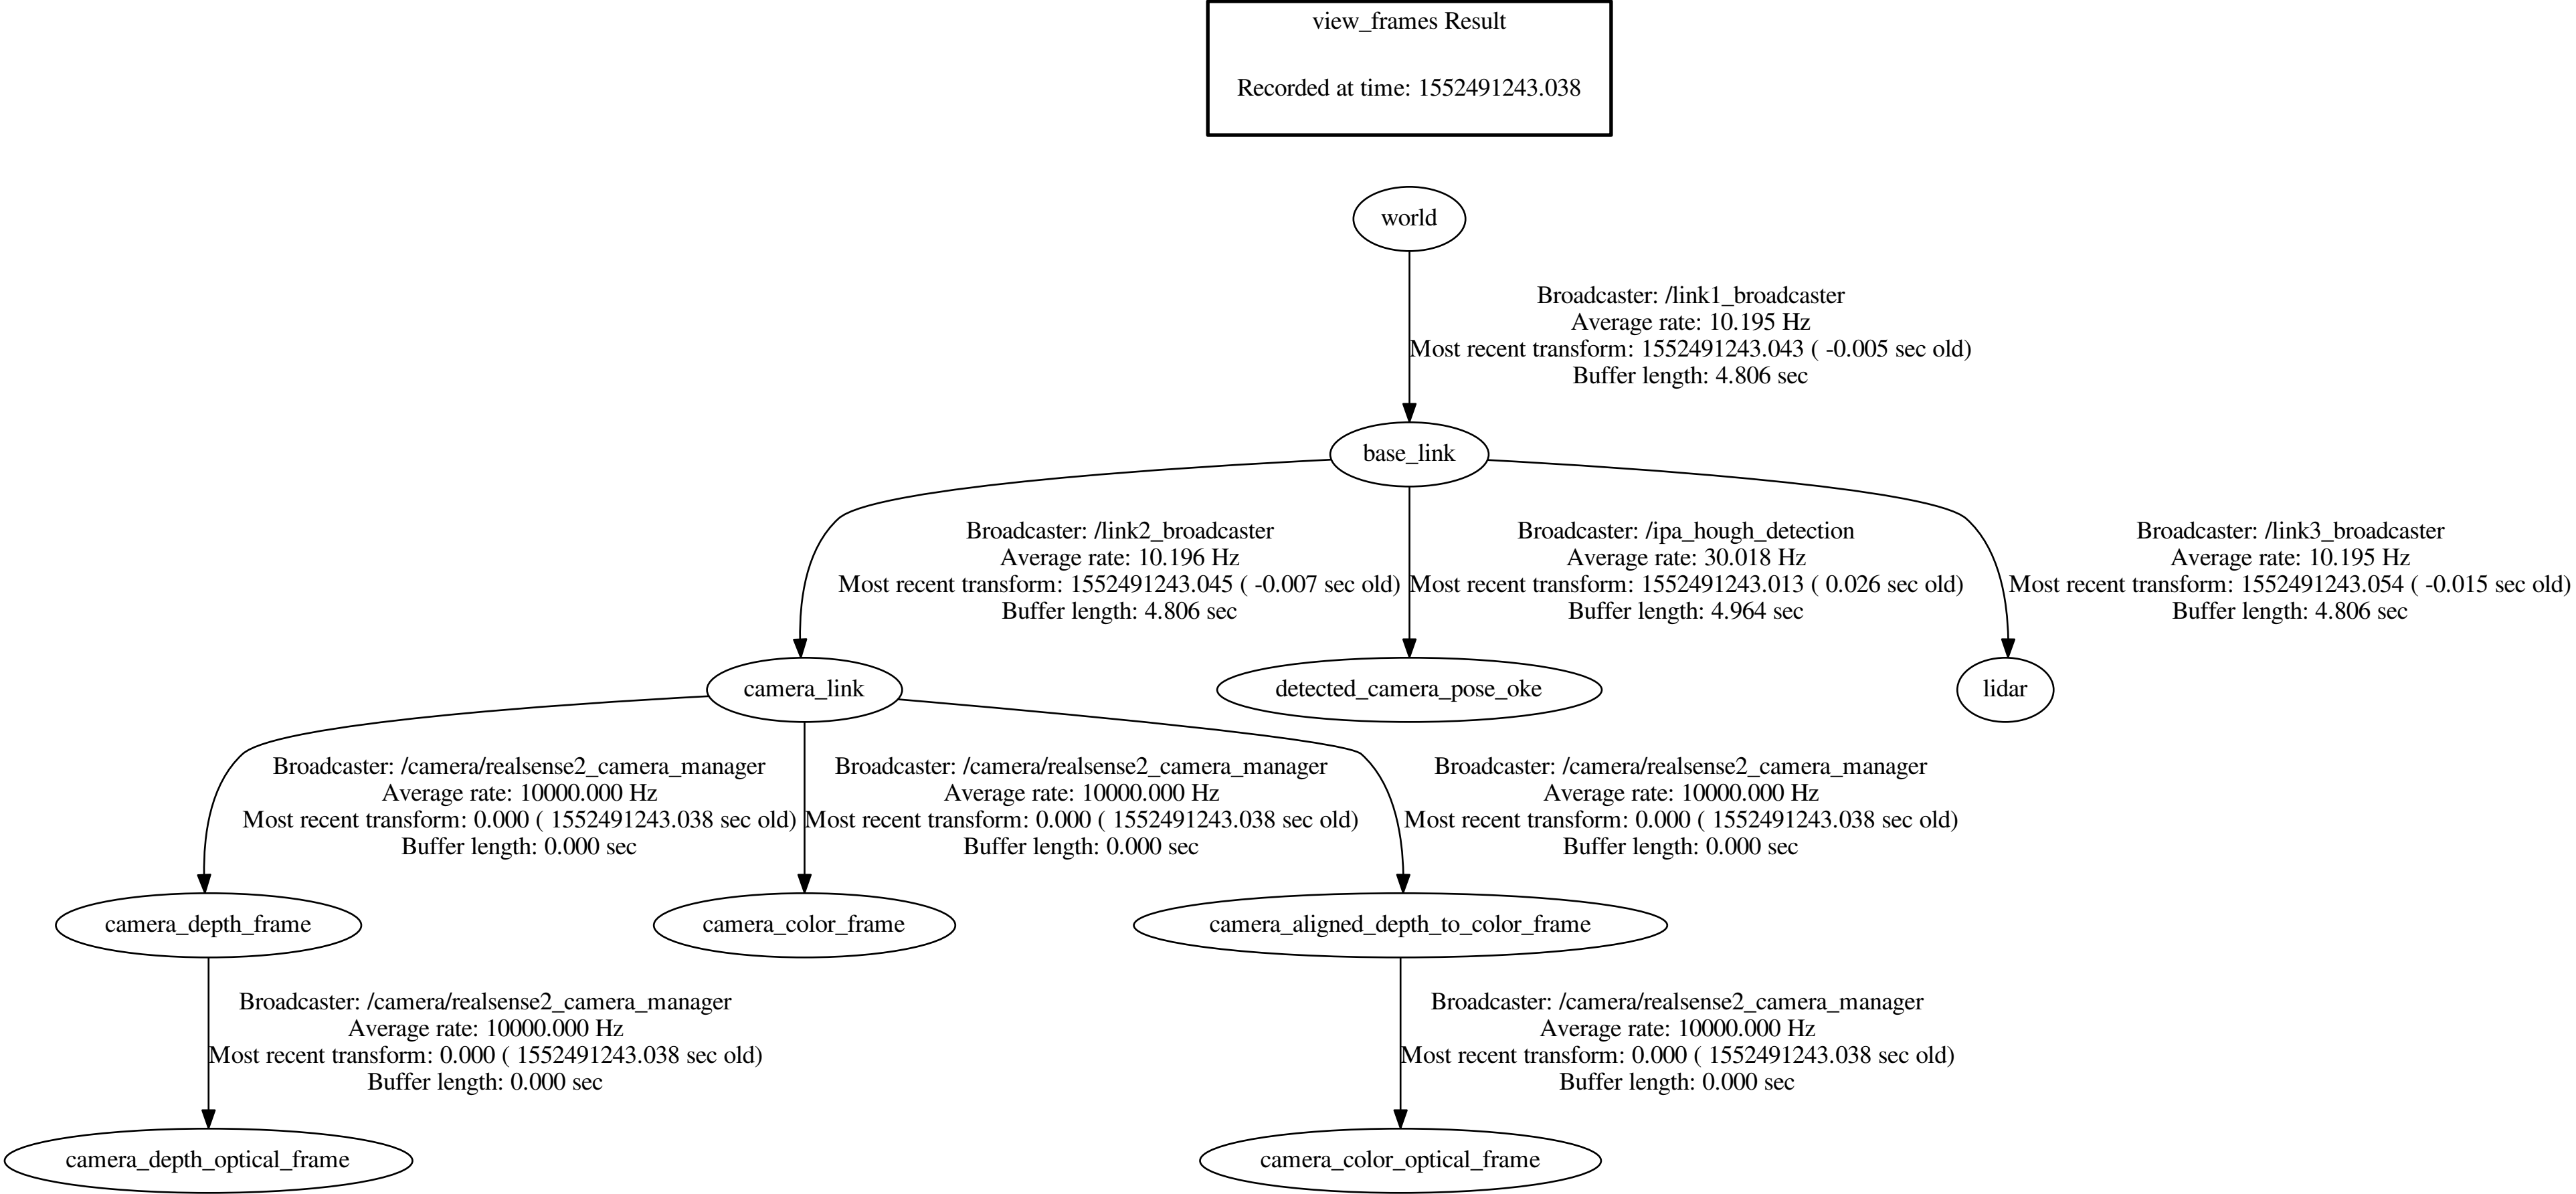 view_frames Result
Recorded at time: 1552491243.038
world
Broadcaster: /link1_broadcaster
Average rate: 10.195 Hz
Most recent transform: 1552491243.043 ( -0.005 sec old)
Buffer length: 4.806 sec
base_link
Broadcaster: /link2_broadcaster
Average rate: 10.196 Hz
Most recent transform: 1552491243.045 ( -0.007 sec old)
Buffer length: 4.806 sec
Broadcaster: /ipa_hough_detection
Average rate: 30.018 Hz
Most recent transform: 1552491243.013 ( 0.026 sec old)
Buffer length: 4.964 sec
Broadcaster: /link3_broadcaster
Average rate: 10.195 Hz
Most recent transform: 1552491243.054 ( -0.015 sec old)
Buffer length: 4.806 sec
camera_link
detected_camera_pose_oke
lidar
Broadcaster: /camera/realsense2_camera_manager
Average rate: 10000.000 Hz
Most recent transform: 0.000 ( 1552491243.038 sec old)
Buffer length: 0.000 sec
Broadcaster: /camera/realsense2_camera_manager
Average rate: 10000.000 Hz
Most recent transform: 0.000 ( 1552491243.038 sec old)
Buffer length: 0.000 sec
Broadcaster: /camera/realsense2_camera_manager
Average rate: 10000.000 Hz
Most recent transform: 0.000 ( 1552491243.038 sec old)
Buffer length: 0.000 sec
camera_depth_frame
camera_color_frame
camera_aligned_depth_to_color_frame
Broadcaster: /camera/realsense2_camera_manager
Average rate: 10000.000 Hz
Most recent transform: 0.000 ( 1552491243.038 sec old)
Buffer length: 0.000 sec
Broadcaster: /camera/realsense2_camera_manager
Average rate: 10000.000 Hz
Most recent transform: 0.000 ( 1552491243.038 sec old)
Buffer length: 0.000 sec
camera_depth_optical_frame
camera_color_optical_frame